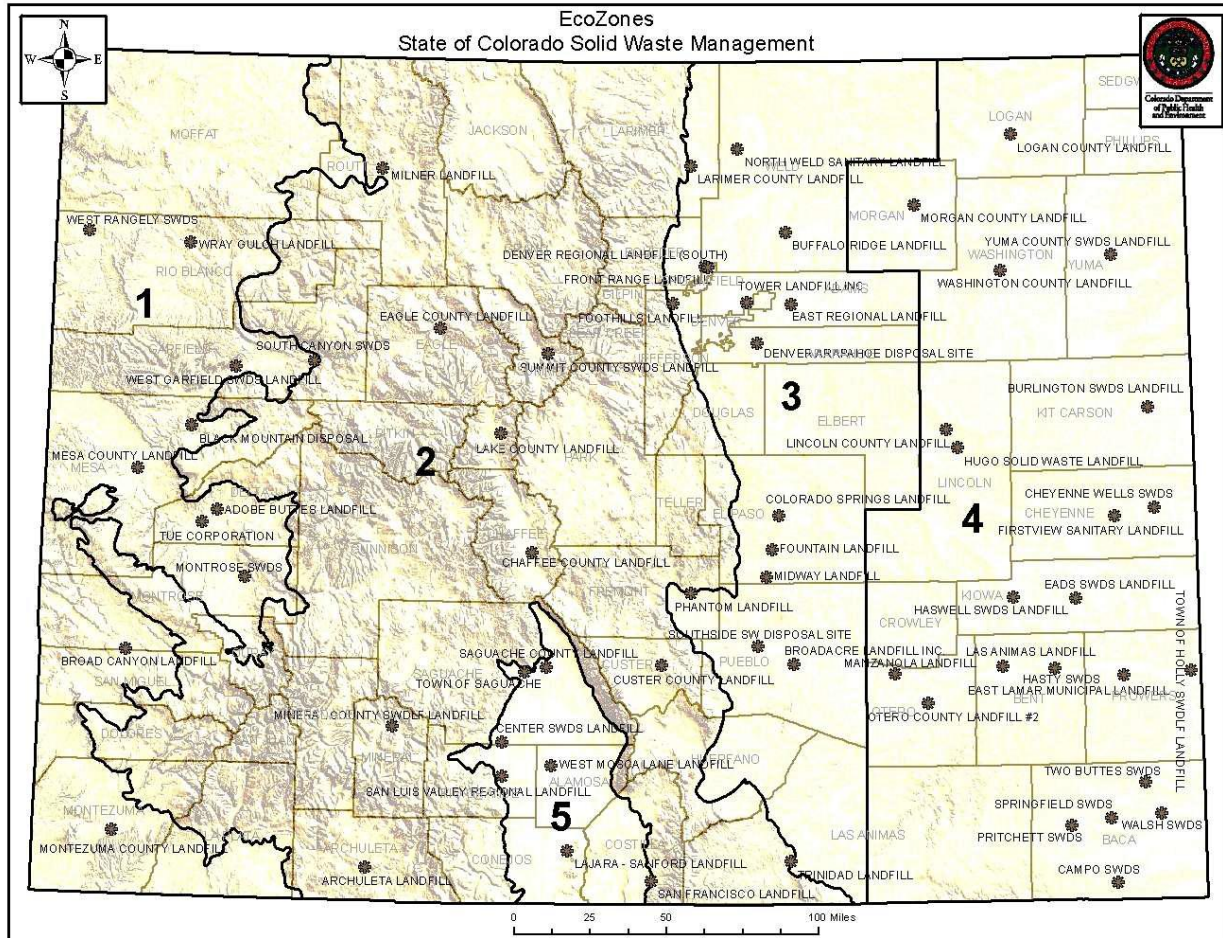 EcoZones
State of Colorado Solid Waste Management
N
W
E
S
Colorado Department
of Public Health
and Environment
SEDGW
LOGAN
PHILLIPS
LOGAN COUNTY LANDFILL
MOFFAT
JACKSON
LARIMER
ROUTT
MILNER LANDFILL
NORTH WELD SANITARY LANDFILL
WELD
LARIMER COUNTY LANDFILL
MORGAN
MORGAN COUNTY LANDFILL
WEST RANGELY SWDS
WRAY GULCH LANDFILL
RIO BLANCO
BUFFALO RIDGE LANDFILL
YUMA COUNTY SWDS LANDFILL
WASHINGTON
YUMA
WASHINGTON COUNTY LANDFILL
DENVER REGIONAL LANDFILL (SOUTH)
FRONT RANGE LANDFILL
GILPIN
TOWER LANDFILL INC
1
EAGLE COUNTY LANDFILL
EAGLE
FOOTHILLS LANDFILL
DENVER
EAST REGIONAL LANDFILL
GARFIELD
SOUTH CANYON SWDS
WEST GARFIELD SWDS LANDFILL
SUMMIT COUNTY SWDS LANDFILL
JEFFERSON
DENVER ARAPAHOE DISPOSAL SITE
BURLINGTON SWDS LANDFILL
KIT CARSON
3
DOUGLAS
ELBERT
BLACK MOUNTAIN DISPOSAL
PITKIN
LAKE COUNTY LANDFILL
PARK
LINCOLN COUNTY LANDFILL
HUGO SOLID WASTE LANDFILL
MESA COUNTY LANDFILL
MESA
2
LINCOLN
TELLER
COLORADO SPRINGS LANDFILL
EL PASO
CHEYENNE WELLS SWDS
CHEYENNE
4
FIRSTVIEW SANITARY LANDFILL
ADOBE BUTTES LANDFILL
TUE CORPORATION
GUNNISON
CHAFFEE
CHAFFEE COUNTY LANDFILL
FOUNTAIN LANDFILL
MONTROSE SWDS
MONTROSE
MIDWAY LANDFILL
FREMONT
PHANTOM LANDFILL
KIOWA
EADS SWDS LANDFILL
HASWELL SWDS LANDFILL
CROWLEY
TOWN OF HOLLY SWDLF LANDFILL
SOUTHSIDE SW DISPOSAL SITE
BROAD CANYON LANDFILL
SAN MIGUEL
SAGUACHE COUNTY LANDFILL
SAGUACHE
TOWN OF SAGUACHE
CUSTER
CUSTER COUNTY LANDFILL
PUEBLO
BROADACRE LANDFILL INC
MANZANOLA LANDFILL
LAS ANIMAS LANDFILL
HASTY SWDS
EAST LAMAR MUNICIPAL LANDFILL
BENT
PROWERS
OTERO
OTERO COUNTY LANDFILL #2
MINERAL COUNTY SWDLF LANDFILL
CENTER SWDS LANDFILL
DOLORES
MINERAL
HUERFANO
WEST MOSCA LANE LANDFILL
ALAMOSA
SAN LUIS VALLEY REGIONAL LANDFILL
TWO BUTTES SWDS
SPRINGFIELD SWDS
WALSH SWDS
PRITCHETT SWDS
BACA
MONTEZUMA
MONTEZUMA COUNTY LANDFILL
5
LAS ANIMAS
ARCHULETA
ARCHULETA LANDFILL
CONEJOS
LAJARA - SANFORD LANDFILL
SAN FRANCISCO LANDFILL
TRINIDAD LANDFILL
CAMPO SWDS
0 25 50 100 Miles